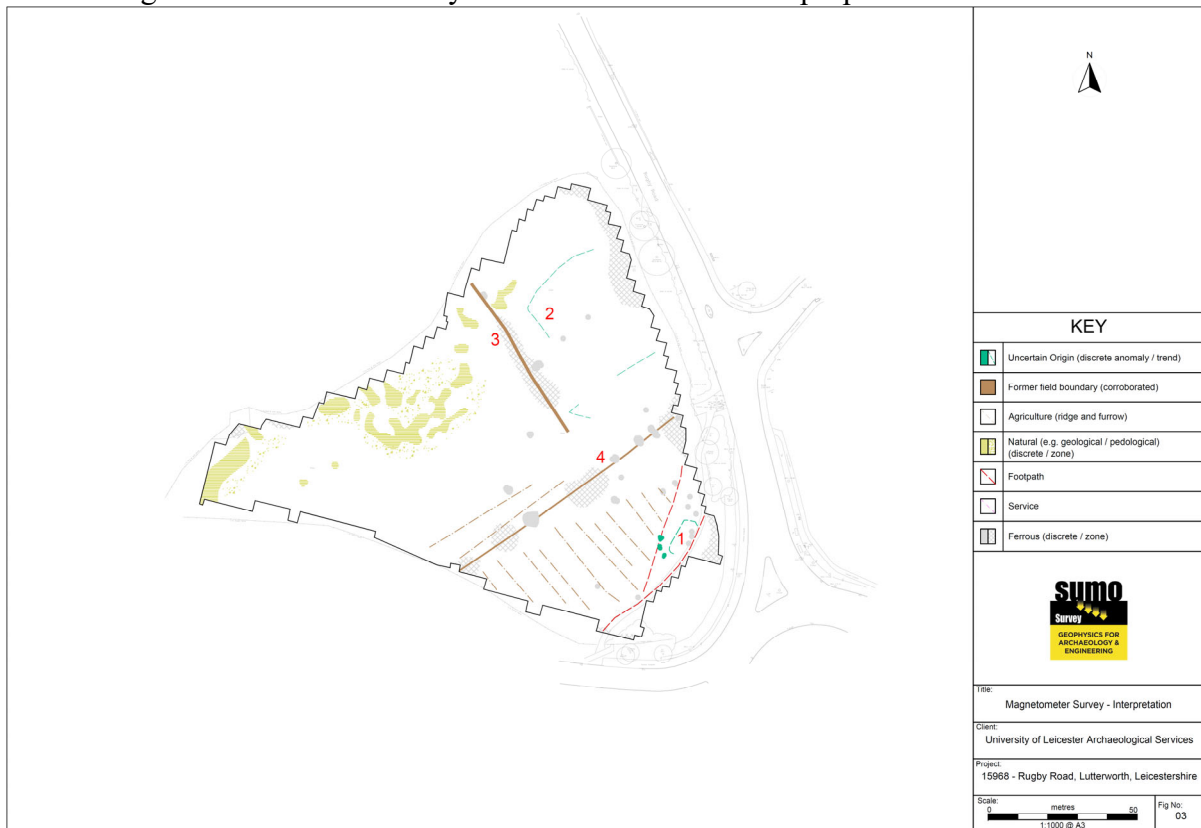 N
Rugby Road
2
3
4
1
KEY
Uncertain Origin (discrete anomaly / trend)
Former field boundary (corroborated)
Agriculture (ridge and furrow)
Natural (e.g. geological / pedological)
(discrete / zone)
Footpath
Service
Ferrous (discrete / zone)
sumo
Survey
GEOPHYSICS FOR
ARCHAEOLOGY &
ENGINEERING
Title:
Magnetometer Survey - Interpretation
Client:
University of Leicester Archaeological Services
Project:
15968 - Rugby Road, Lutterworth, Leicestershire
Scale:
0 metres 50
1:1000 @ A3
Fig No:
03